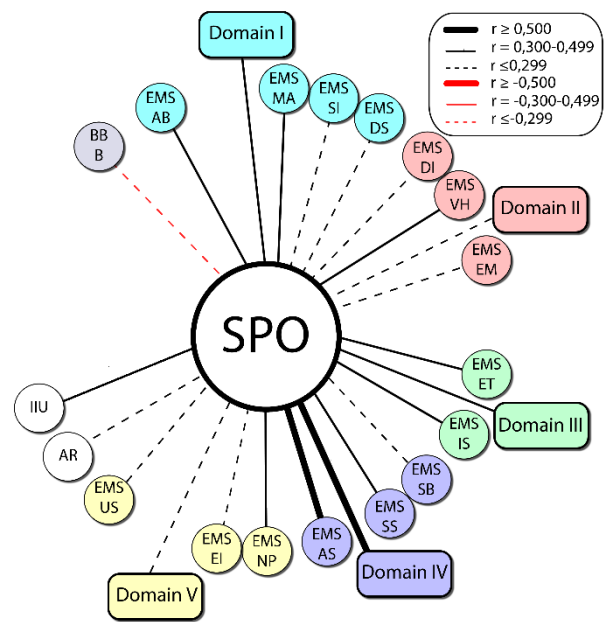 Domain I
r ≥ 0,500
r = 0,300-0,499
r ≤0,299
r ≥ -0,500
r = -0,300-0,499
r ≤-0,299
EMS
AB
EMS
MA
EMS
SI
EMS
DS
BB
B
EMS
DI
EMS
VH
Domain II
EMS
EM
SPO
EMS
ET
IIU
Domain III
EMS
IS
AR
EMS
SB
EMS
US
EMS
SS
EMS
EI
EMS
NP
EMS
AS
Domain IV
Domain V